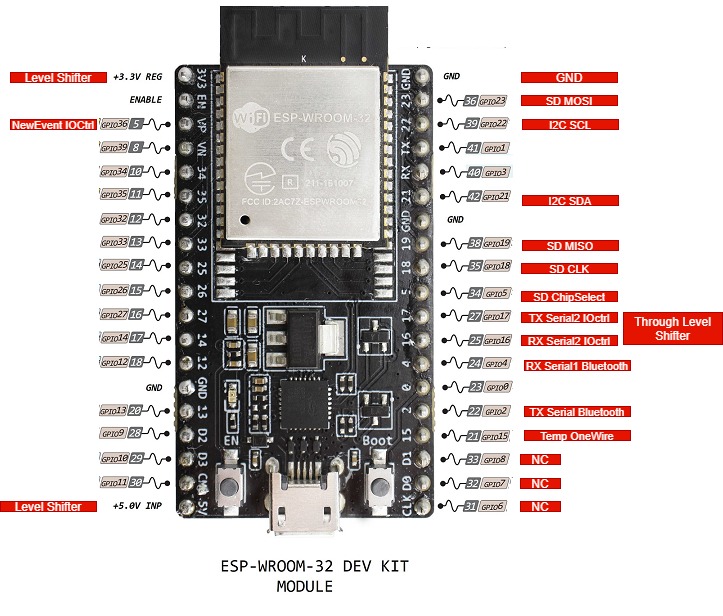 Level Shifter +3.3V REG 3V3 GND GND GND
K
ENABLE EN 23 36 GPIO23 SD MOSI
NewEvent IOCtrl GPIO36 5 VP WiFi ESP-WROOM-32 22 39 GPIO22 I2C SCL
GPIO39 8 VN CE TX 41 GPIO1
GPIO34 10 34 R 211-161007 RX 40 GPIO3
GPIO35 11 35 FCC ID:2AC7Z-ESPWROOM-32 21 42 GPIO21 I2C SDA
GPIO32 12 32 GND GND
GPIO33 13 33 19 38 GPIO19 SD MISO
GPIO25 14 25 18 35 GPIO18 SD CLK
GPIO26 15 26 5 34 GPIO5 SD ChipSelect
GPIO27 16 27 17 27 GPIO17 TX Serial2 IOCtrl Through Level
Shifter
GPIO14 17 14 16 25 GPIO16 RX Serial2 IOCtrl
GPIO12 18 12 4 24 GPIO4 RX Serial1 Bluetooth
GND GND 0 23 GPIO0
GPIO13 20 13 2 22 GPIO2 TX Serial Bluetooth
GPIO9 28 D2 EN Boot 15 21 GPIO15 Temp OneWire
GPIO10 29 D3 D1 33 GPIO8 NC
GPIO11 30 D0 32 GPIO7 NC
Level Shifter +5.0V INP 5V CLK 31 GPIO6 NC
ESP-WROOM-32 DEV KIT
MODULE